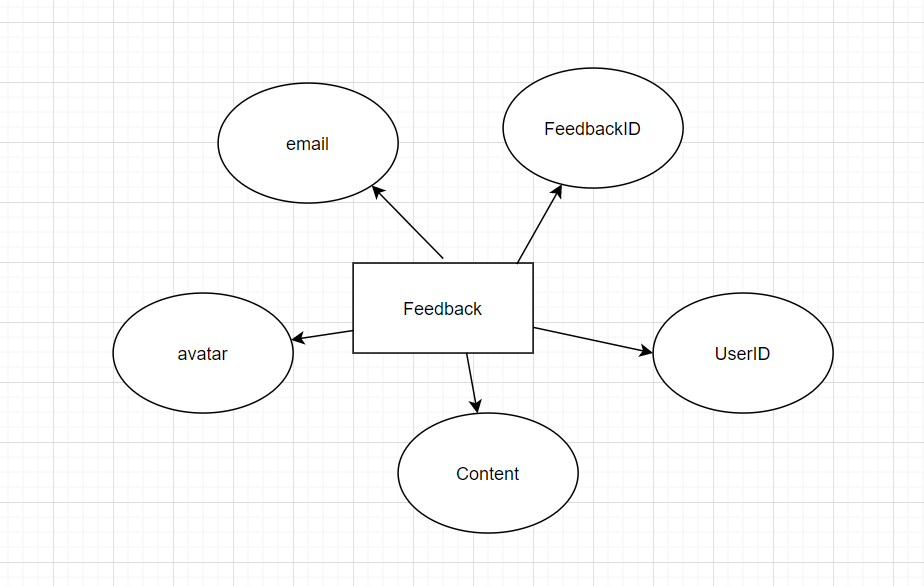 email
FeedbackID
Feedback
avatar
UserID
Content